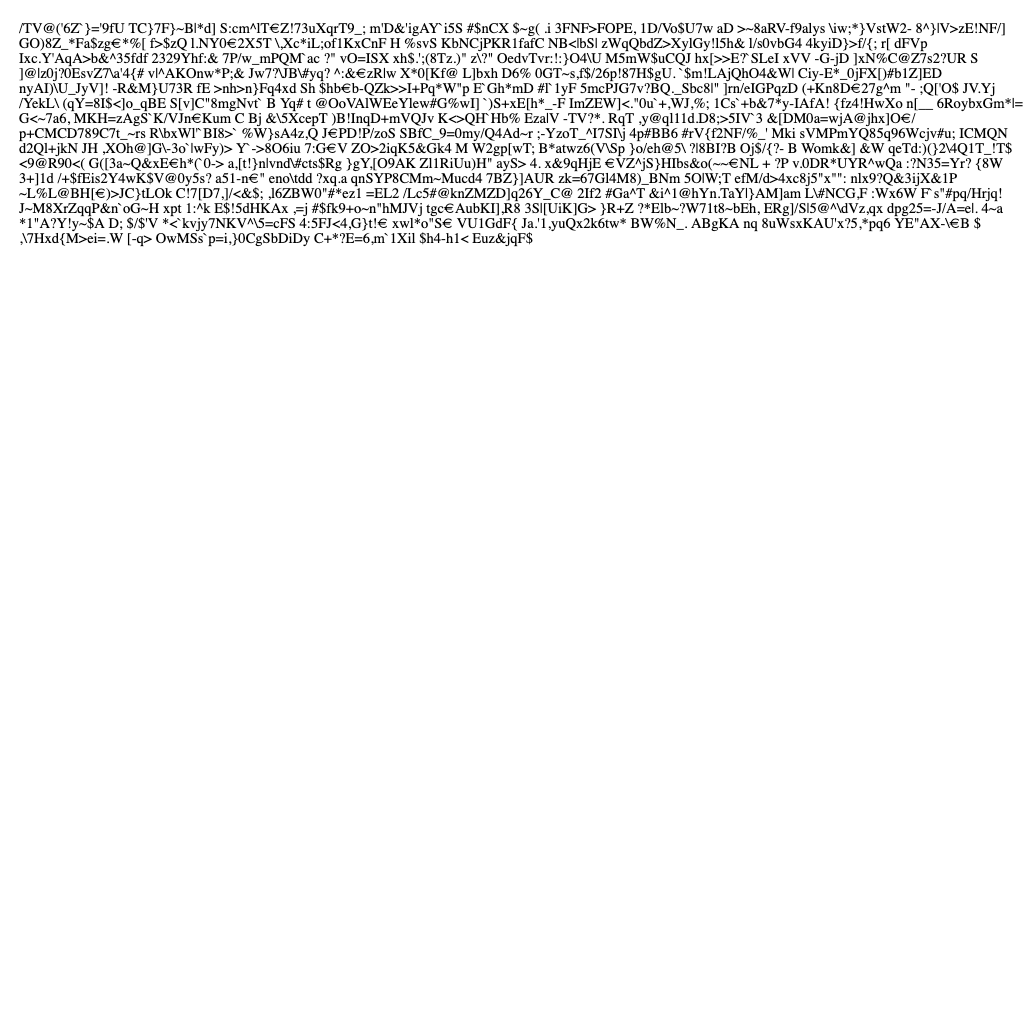 /TV@('6Z`}='9fU TC}7F}~B|*d] S:cm^lT€Z!73uXqrT9_; m'D&'igAY`i5S #$nCX $~g( .i 3FNF>FOPE, 1D/Vo$U7w aD >~8aRV-f9aIys \iw;*}VstW2- 8^}|V>zE!NF/]
GO)8Z_*Fa$zg€*%[ f>$zQ l.NY0€2X5T \,Xc*iL;of1KxCnF H %svS KbNCjPKR1fafC NB<|bS| zWqQbdZ>XylGy!l5h& l/s0vbG4 4kyiD}>f/{; r[ dFVp
Ixc.Y'AqA>b&^35fdf 2329Yhf:& 7P/w_mPQM`ac ?" vO=ISX xh$.';(8Tz.)" z\?" OedvTvr:!:}O4\U M5mW$uCQJ hx[>>E?`SLeI xVV -G-jD ]xN%C@Z7s2?UR S
]@lz0j?0EsvZ7\a'4{# v|^AKOnw*P;& Jw7?\JB\#yq? ^:&€zR|w X*0[Kf@ L]bxh D6% 0GT~s,f$/26p!87H$gU. `$m!LAjQhO4&W| Ciy-E*_0jFX[)#b1Z]ED
nyAI)\U_JyV]! -R&M}U73R fE >nh>n}Fq4xd Sh $hb€b-QZk>>I+Pq*W"p E`Gh*mD #I`1yF 5mcPJG7v?BQ._Sbc8|" ]rn/eIGPqzD (+Kn8D€27g^m "- ;Q['O$ JV.Yj
/YekL\ (qY=8I$<]o_qBE S[v]C"8mgNvt` B Yq# t @OoVAlWEeYlew#G%wI] `)S+xE[h*_-F ImZEW]<."0u`+,WJ,%; 1Cs`+b&7*y-IAfA! {fz4!HwXo n[__ 6RoybxGm*|=
G<~7a6, MKH=zAgS`K/VJn€Kum C Bj &\5XcepT )B!InqD+mVQJv K<>QH`Hb% Eza|V -TV?*. RqT ,y@ql11d.D8;>5IV`3 &[DM0a=wjA@jhx]O€/
p+CMCD789C7t_~rs R\bxWl`BI8>` %W}sA4z,Q J€PD!P/zoS SBfC_9=0my/Q4Ad~r ;-YzoT_^I7SI\j 4p#BB6 #rV{f2NF/%_' Mki sVMPmYQ85q96Wcjv#u; ICMQN
d2Ql+jkN JH ,XOh@]G\-3o`|wFy)> Y`->8O6iu 7:G€V ZO>2iqK5&Gk4 M W2gp[wT; B*atwz6(V\Sp }o/eh@5\ ?|8BI?B Oj$/{?- B Womk&] &W qeTd:)(}2\4Q1T_!T$
<9@R90<( G([3a~Q&xE€h*(`0-> a,[t!}n|vnd\#cts$Rg }gY,[O9AK Zl1RiUu)H" ayS> 4. x&9qHjE €VZ^jS}HIbs&o(~~€NL + ?P v.0DR*UYR^wQa :?N35=Yr? {8W
3+]1d /+$fEis2Y4wK$V@0y5s? a51-n€" eno\tdd ?xq.a qnSYP8CMm~Mucd4 7BZ}]AUR zk=67Gl4M8)_BNm 5O|W;T efM/d>4xc8j5"x"": nlx9?Q&3ijX&1P
~L%L@BH[€)>JC}tLOk C!7[D7,]/<&$; ,l6ZBW0"#*ez1 =EL2 /Lc5#@knZMZD]q26Y_C@ 2If2 #Ga^T &i^1@hYn.TaY|}AM]am L\#NCG,F :Wx6W F s"#pq/Hrjq!
J~M8XrZqqP&n`oG~H xpt 1:^k E$!5dHKAx ,=j #$fk9+o~n"hMJVj tgc€AubKI],R8 3S|[UiK]G> }R+Z ?*Elb~?W71t8~bEh, ERg]/S|5@^\dVz,qx dpg25=-J/A=e|. 4~a
*1"A?Y!y~$A D; $/$'V *<`kvjy7NKV^\5=cFS 4:5FJ<4,G}t!€ xwl*o"S€ VU1GdF{ Ja.'1,yuQx2k6tw* BW%N_. ABgKA nq 8uWsxKAU'x?5,*pq6 YE"AX-\€B $
,\7Hxd{M>ei=.W [-q> OwMSs`p=i,}0CgSbDiDy C+*?E=6,m`1Xil $h4-h1< Euz&jqF$